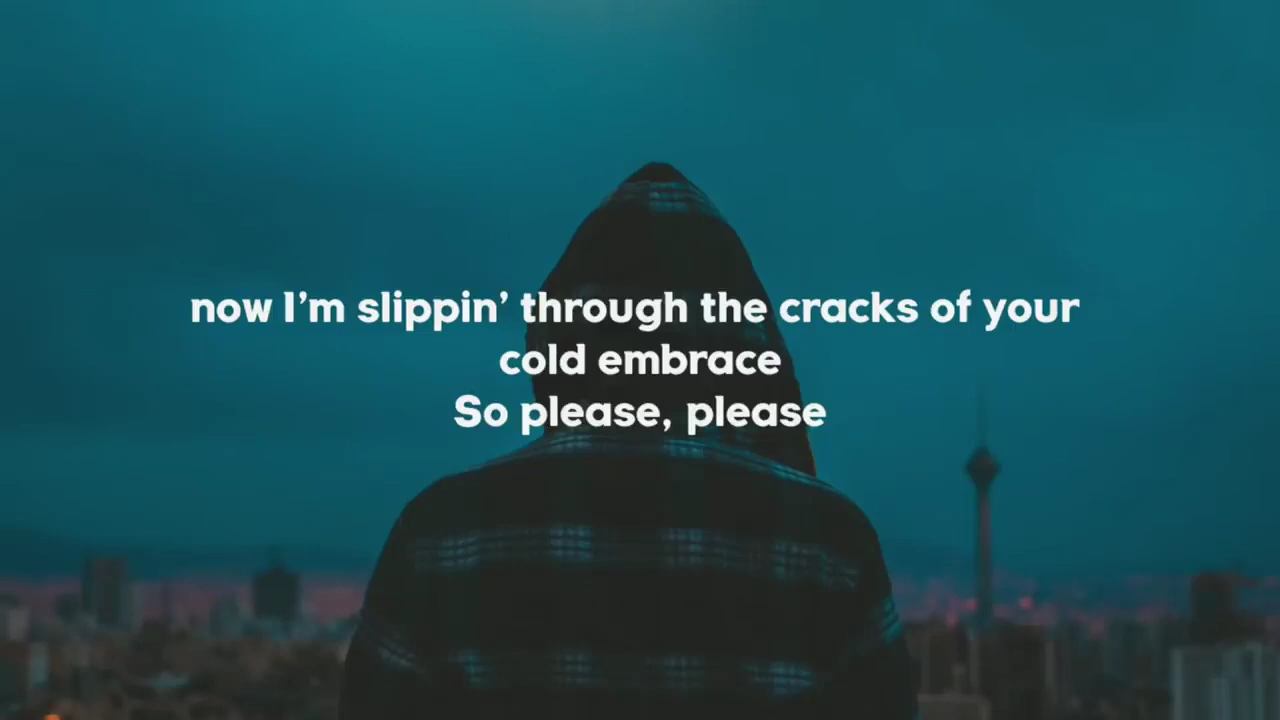 now I’m slippin’ through the cracks of your
cold embrace
So please, please